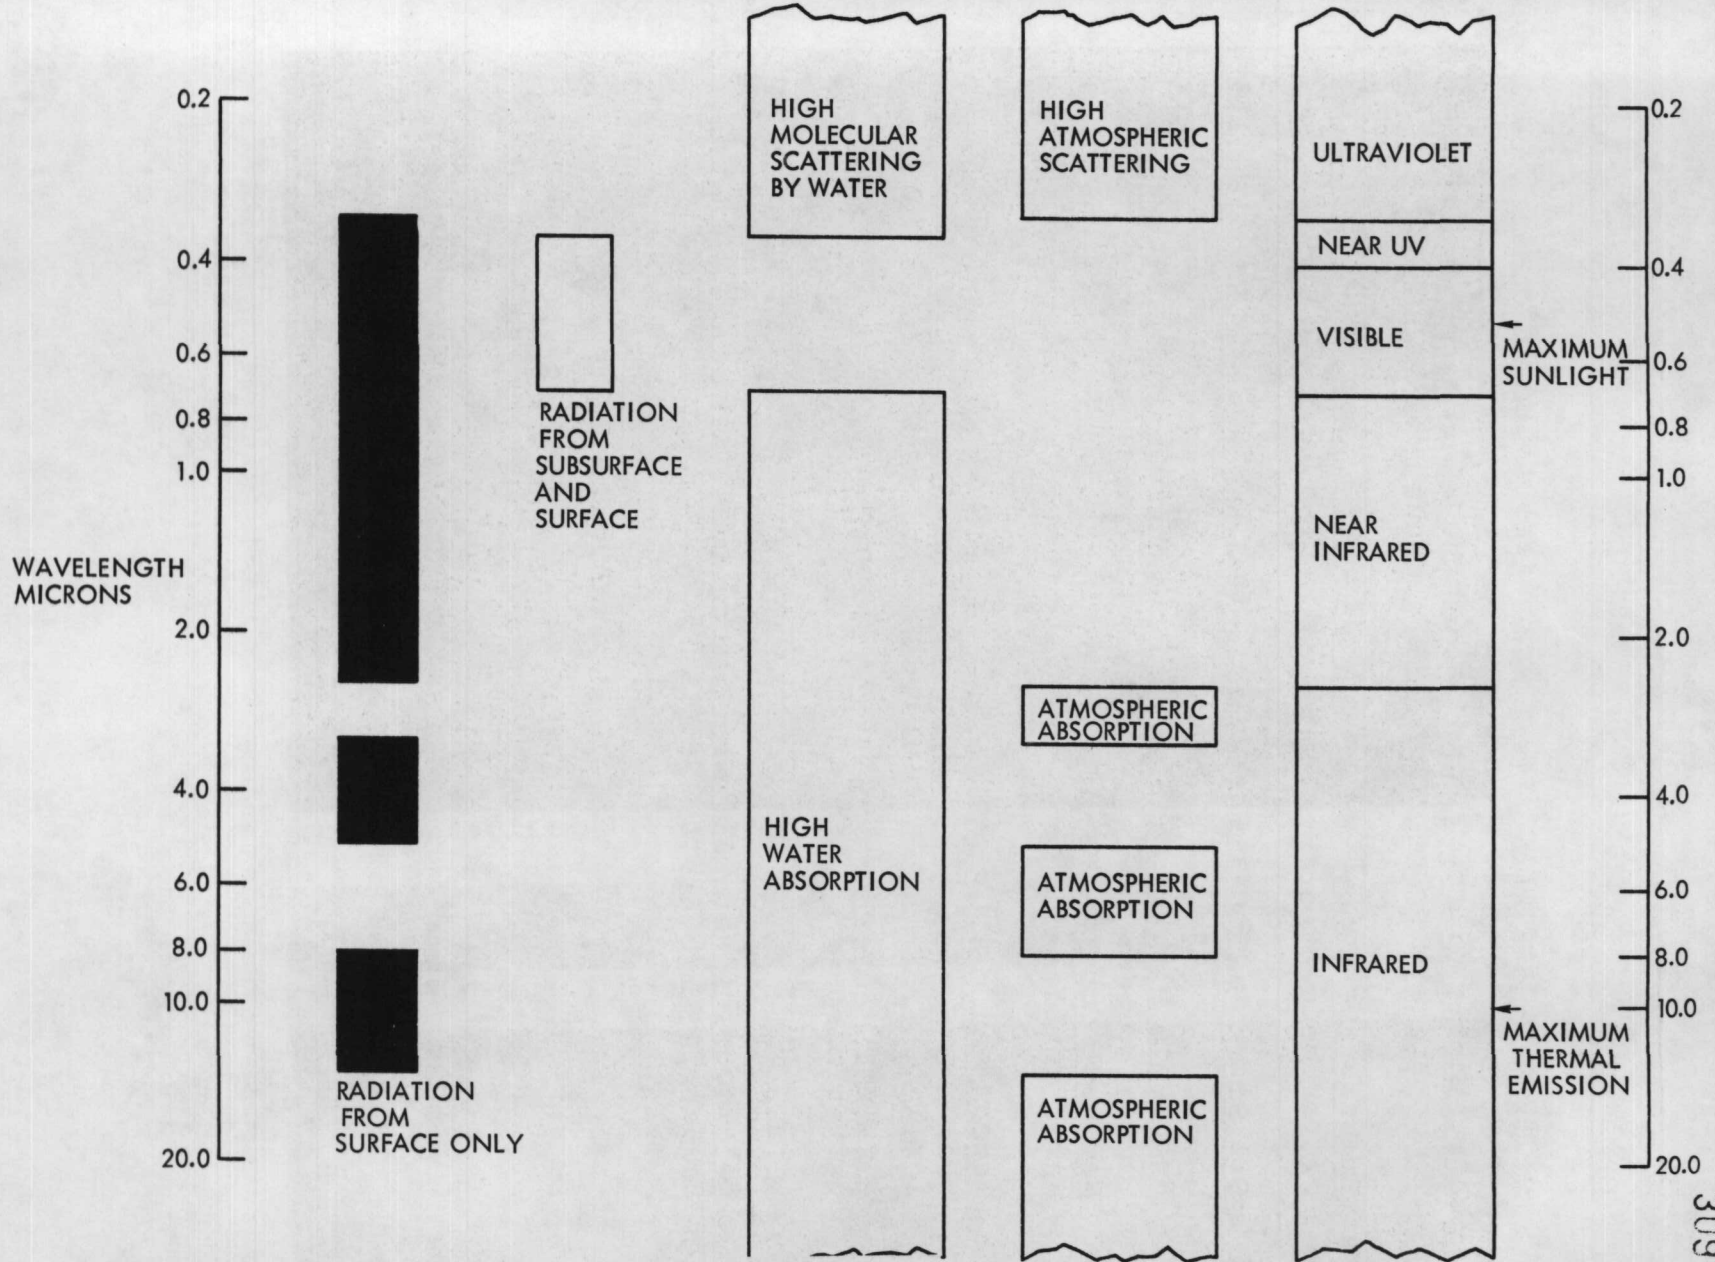 WAVELENGTH
MICRONS
0.2
0.4
0.6
0.8
1.0
2.0
4.0
6.0
8.0
10.0
20.0
RADIATION
FROM
SURFACE ONLY
RADIATION
FROM
SUBSURFACE
AND
SURFACE
HIGH
MOLECULAR
SCATTERING
BY WATER
HIGH
WATER
ABSORPTION
HIGH
ATMOSPHERIC
SCATTERING
ATMOSPHERIC
ABSORPTION
ATMOSPHERIC
ABSORPTION
ATMOSPHERIC
ABSORPTION
ULTRAVIOLET
NEAR UV
VISIBLE
NEAR
INFRARED
INFRARED
MAXIMUM
SUNLIGHT
MAXIMUM
THERMAL
EMISSION
0.2
0.4
0.6
0.8
1.0
2.0
4.0
6.0
8.0
10.0
20.0
309